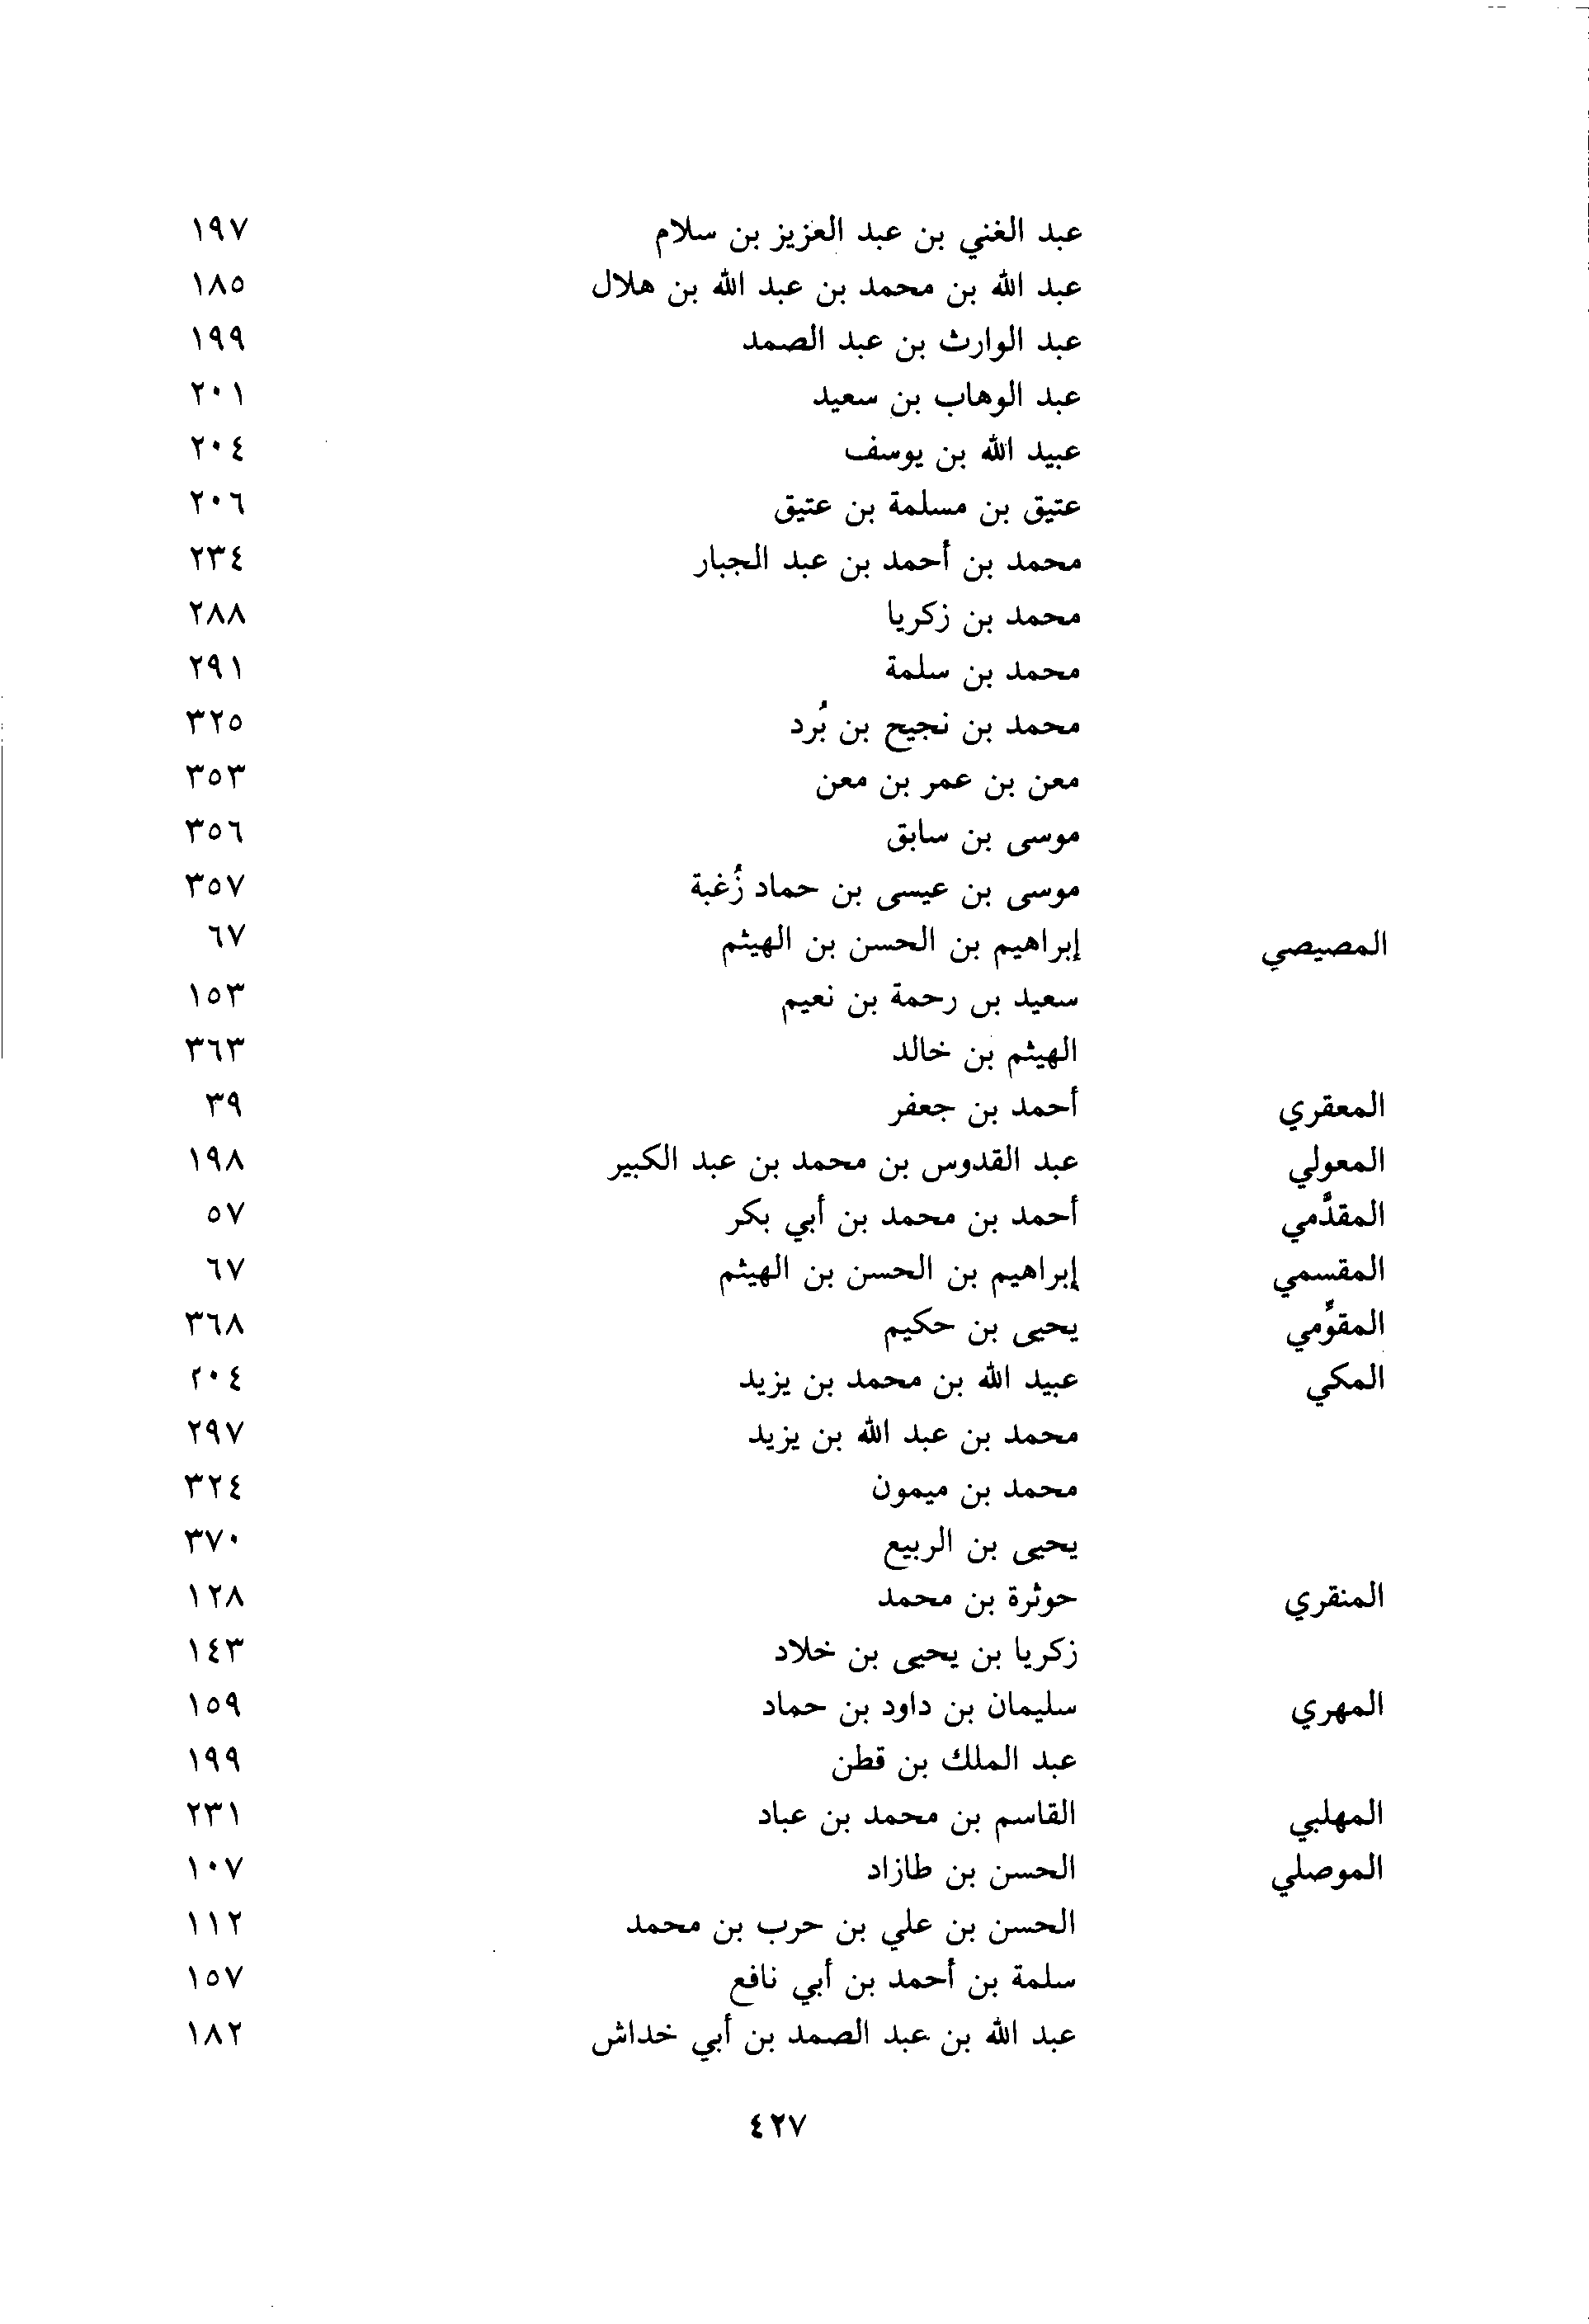 عبد الغني بن عبد العزيز بن سلام ١٩٧
عبد الله بن محمد بن عبد الله بن هلال ١٨٥
عبد الوارث بن عبد الصمد ١٩٩
عبد الوهاب بن سعيد ٢٠١
عبيد الله بن يوسف ٢٠٤
عتيق بن مسلمة بن عتيق ٢٠٦
محمد بن أحمد بن عبد الجبار ٢٣٤
محمد بن زكريا ٢٨٨
محمد بن سلمة ٢٩١
محمد بن نجيح بن بُرد ٣٢٥
معن بن عمر بن معن ٣٥٣
موسى بن سابق ٣٥٦
موسى بن عيسى بن حماد زُغبة ٣٥٧
المصيصي إبراهيم بن الحسن بن الهيثم ٦٧
سعيد بن رحمة بن نعيم ١٥٣
الهيثم بن خالد ٣٦٣
المعقري أحمد بن جعفر ٣٩
المعولي عبد القدوس بن محمد بن عبد الكبير ١٩٨
المقدَّمي أحمد بن محمد بن أبي بكر ٥٧
المقسمي إبراهيم بن الحسن بن الهيثم ٦٧
المقوِّمي يحيى بن حكيم ٣٦٨
المكي عبيد الله بن محمد بن يزيد ٢٠٤
محمد بن عبد الله بن يزيد ٢٩٧
محمد بن ميمون ٣٢٤
يحيى بن الربيع ٣٧٠
المنقري حوثرة بن محمد ١٢٨
زكريا بن يحيى بن خلاد ١٤٣
المهري سليمان بن داود بن حماد ١٥٩
عبد الملك بن قطن ١٩٩
المهلبي القاسم بن محمد بن عباد ٢٣١
الموصلي الحسن بن طازاد ١٠٧
الحسن بن علي بن حرب بن محمد ١١٢
سلمة بن أحمد بن أبي نافع ١٥٧
عبد الله بن عبد الصمد بن أبي خداش ١٨٢
٤٢٧